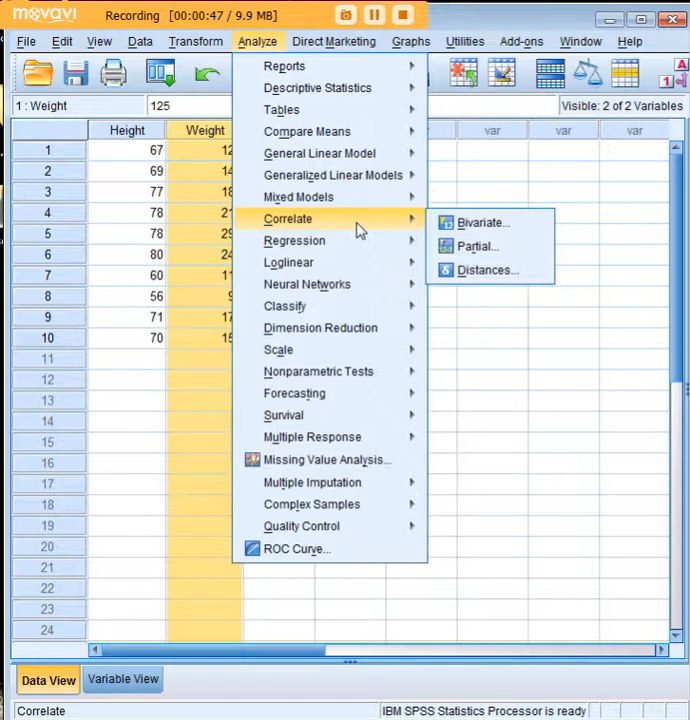 movavi Recording [00:00:47 / 9.9 MB]
File Edit View Data Transform Analyze Direct Marketing Graphs Utilities Add-ons Window Help
1 : Weight 125 Visible: 2 of 2 Variables
Height Weight var var var
1 67
2 69
3 77
4 78
5 78
6 80
7 60
8 56
9 71
10 70
11
12
13
14
15
16
17
18
19
20
21
22
23
24
Reports
Descriptive Statistics
Tables
Compare Means
General Linear Model
Generalized Linear Models
Mixed Models
Correlate
Regression
Loglinear
Neural Networks
Classify
Dimension Reduction
Scale
Nonparametric Tests
Forecasting
Survival
Multiple Response
Missing Value Analysis...
Multiple Imputation
Complex Samples
Quality Control
ROC Curve...
Bivariate...
Partial...
Distances...
Data View Variable View
Correlate IBM SPSS Statistics Processor is ready